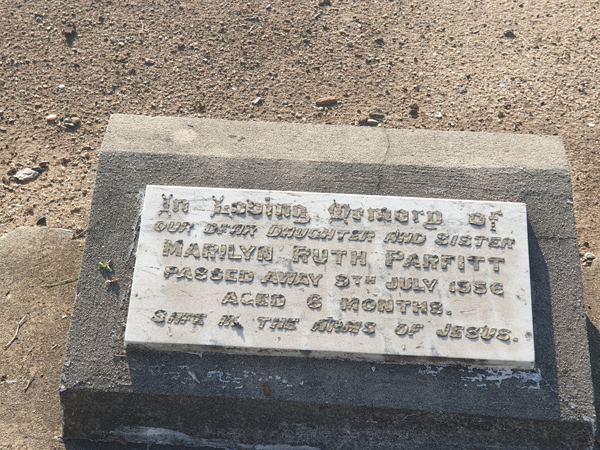 In Loving Memory of
OUR DEAR DAUGHTER AND SISTER
MARILYN RUTH PARFITT
PASSED AWAY JULY 1956
AGED 6 MONTHS.
SAFE IN THE ARMS OF JESUS.